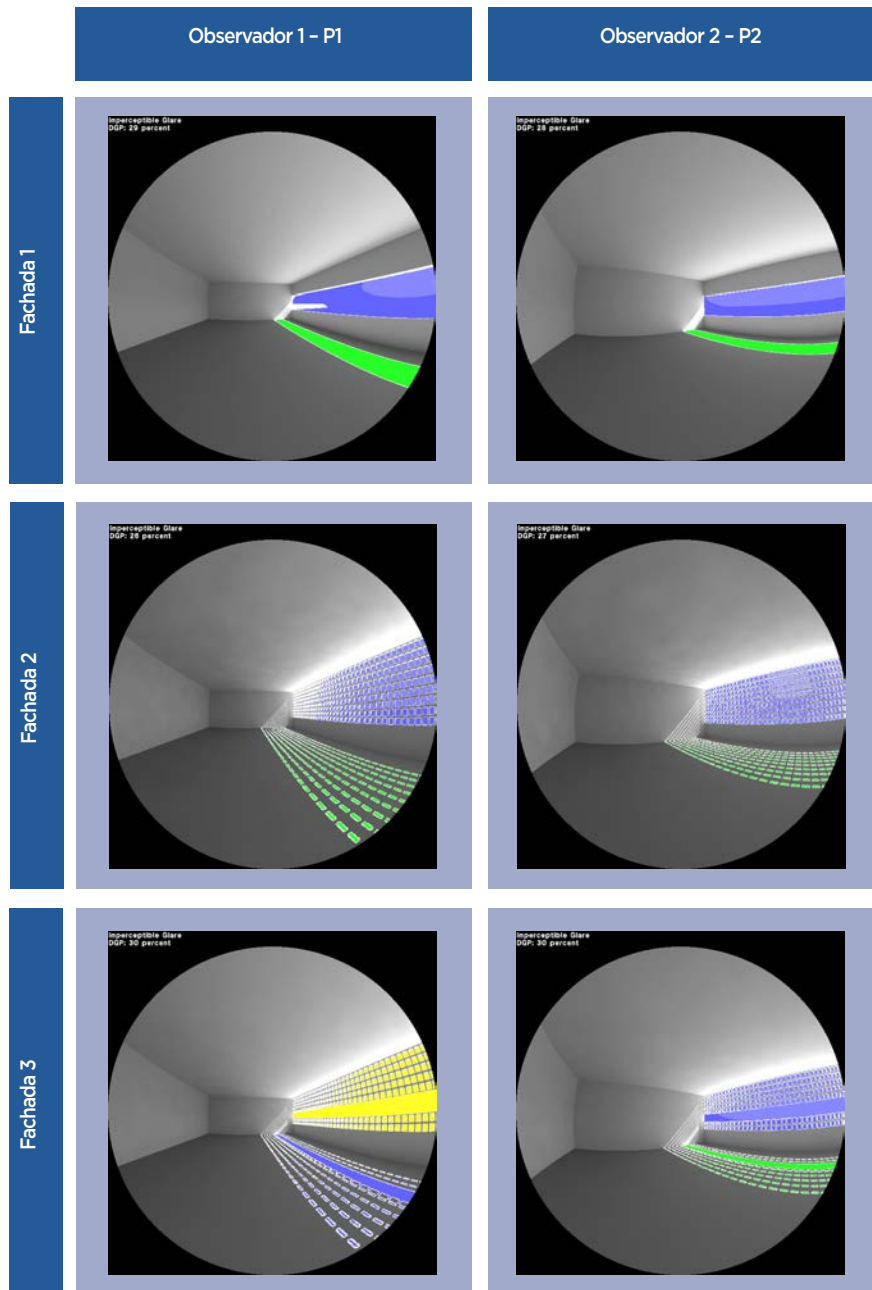 Observador 1 – P1
Observador 2 – P2
Fachada 1
Imperceptible Glare
DGP: 29 percent
Imperceptible Glare
DGP: 28 percent
Fachada 2
Imperceptible Glare
DGP: 26 percent
Imperceptible Glare
DGP: 27 percent
Fachada 3
Imperceptible Glare
DGP: 30 percent
Imperceptible Glare
DGP: 30 percent